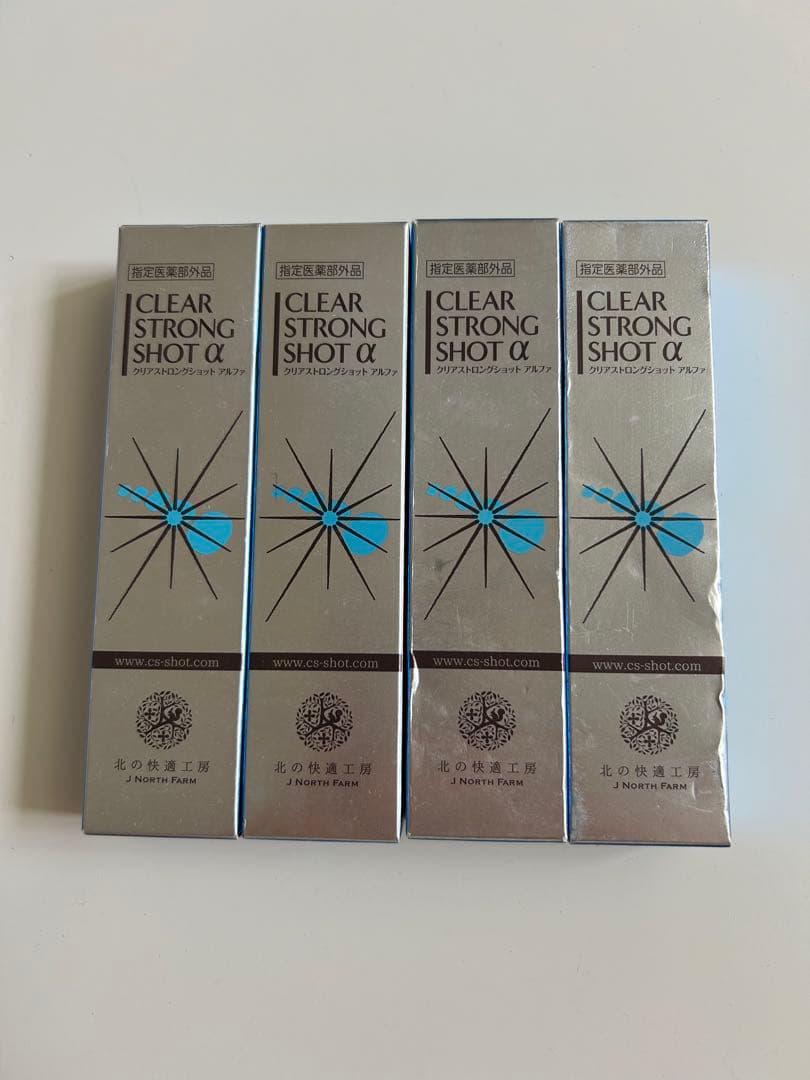 指定医薬部外品
CLEAR
STRONG
SHOT α
クリアストロングショット アルファ
www.cs-shot.com
北の快適工房
J NORTH FARM
指定医薬部外品
CLEAR
STRONG
SHOT α
クリアストロングショット アルファ
www.cs-shot.com
北の快適工房
J NORTH FARM
指定医薬部外品
CLEAR
STRONG
SHOT α
クリアストロングショット アルファ
www.cs-shot.com
北の快適工房
J NORTH FARM
指定医薬部外品
CLEAR
STRONG
SHOT α
クリアストロングショット アルファ
www.cs-shot.com
北の快適工房
J NORTH FARM